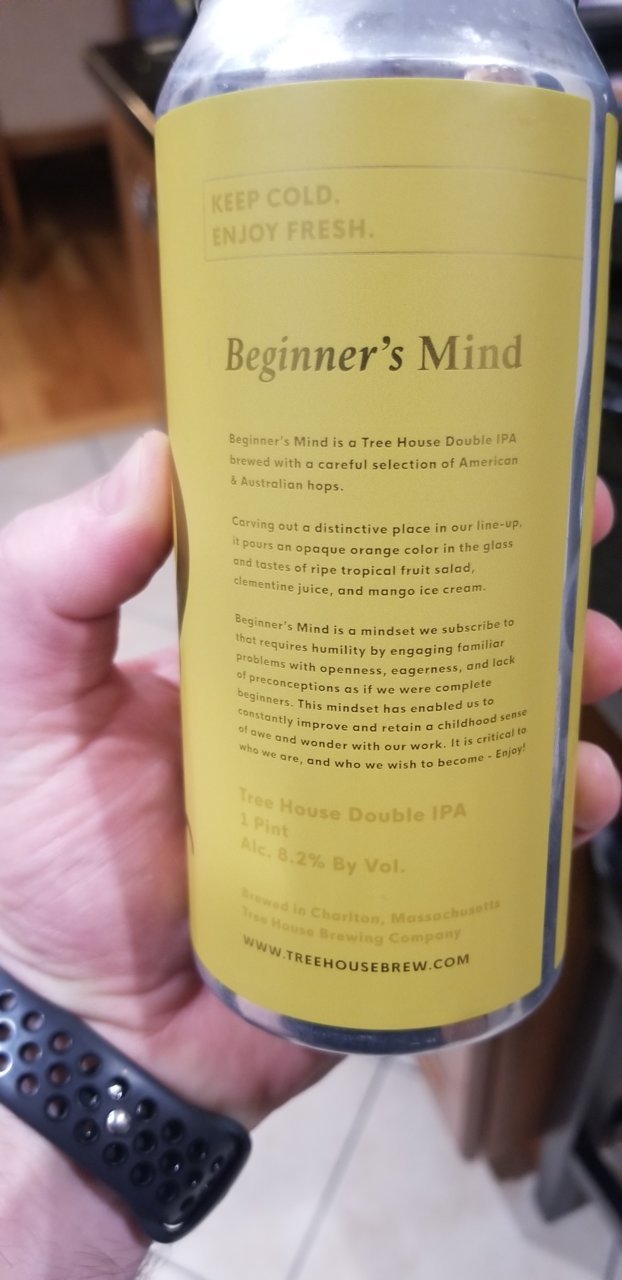 KEEP COLD.
ENJOY FRESH.
Beginner's Mind
Beginner's Mind is a Tree House Double IPA
brewed with a careful selection of American
& Australian hops.
Carving out a distinctive place in our line-up,
it pours an opaque orange color in the glass
and tastes of ripe tropical fruit salad,
clementine juice, and mango ice cream.
Beginner's Mind is a mindset we subscribe to
that requires humility by engaging familiar
problems with openness, eagerness, and lack
of preconceptions as if we were complete
beginners. This mindset has enabled us to
constantly improve and retain a childhood sense
of awe and wonder with our work. It is critical to
who we are, and who we wish to become - Enjoy!
Tree House Double IPA
1 Pint
Alc. 8.2% By Vol.
Brewed in Charlton, Massachusetts
Tree House Brewing Company
WWW.TREEHOUSEBREW.COM